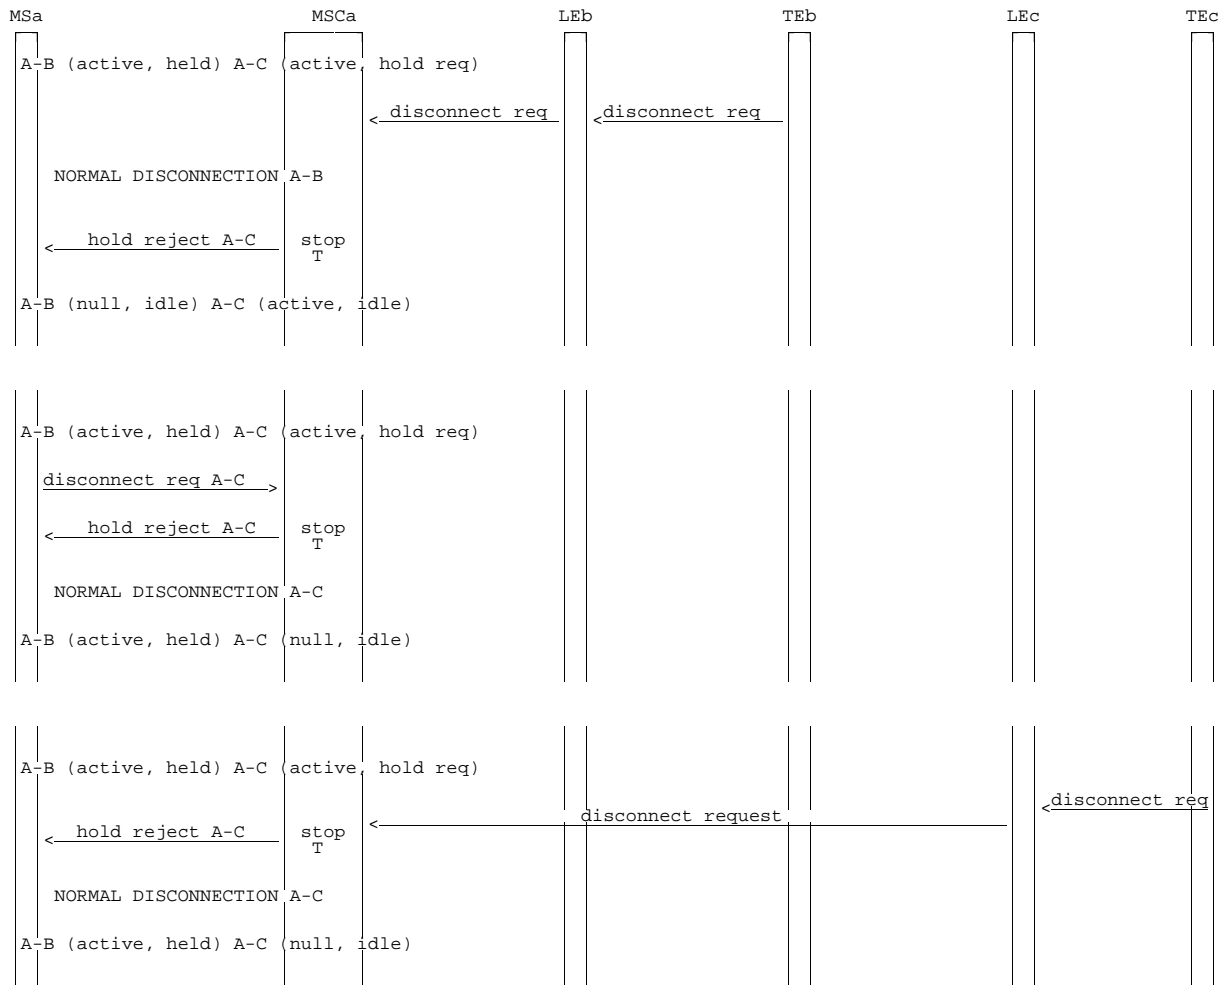 MSa MSCa LEb TEb LEc TEc
A-B (active, held) A-C (active, hold req)
disconnect req disconnect req
NORMAL DISCONNECTION A-B
hold reject A-C stop
T
A-B (null, idle) A-C (active, idle)
A-B (active, held) A-C (active, hold req)
disconnect req A-C
hold reject A-C stop
T
NORMAL DISCONNECTION A-C
A-B (active, held) A-C (null, idle)
A-B (active, held) A-C (active, hold req)
disconnect req
disconnect request
hold reject A-C stop
T
NORMAL DISCONNECTION A-C
A-B (active, held) A-C (null, idle)